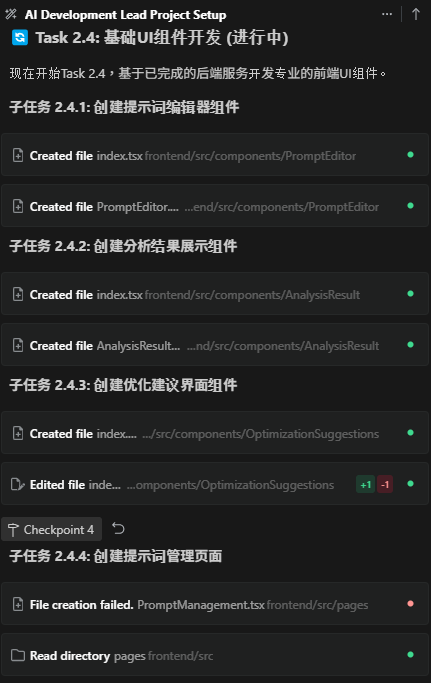 AI Development Lead Project Setup
Task 2.4: 基础UI组件开发 (进行中)
现在开始Task 2.4，基于已完成的后端服务开发专业的前端UI组件。
子任务 2.4.1: 创建提示词编辑器组件
Created file index.tsx frontend/src/components/PromptEditor
Created file PromptEditor.... ...end/src/components/PromptEditor
子任务 2.4.2: 创建分析结果展示组件
Created file index.tsx frontend/src/components/AnalysisResult
Created file AnalysisResult... ...nd/src/components/AnalysisResult
子任务 2.4.3: 创建优化建议界面组件
Created file index.... .../src/components/OptimizationSuggestions
Edited file inde... ...omponents/OptimizationSuggestions +1 -1
Checkpoint 4
子任务 2.4.4: 创建提示词管理页面
File creation failed. PromptManagement.tsx frontend/src/pages
Read directory pages frontend/src